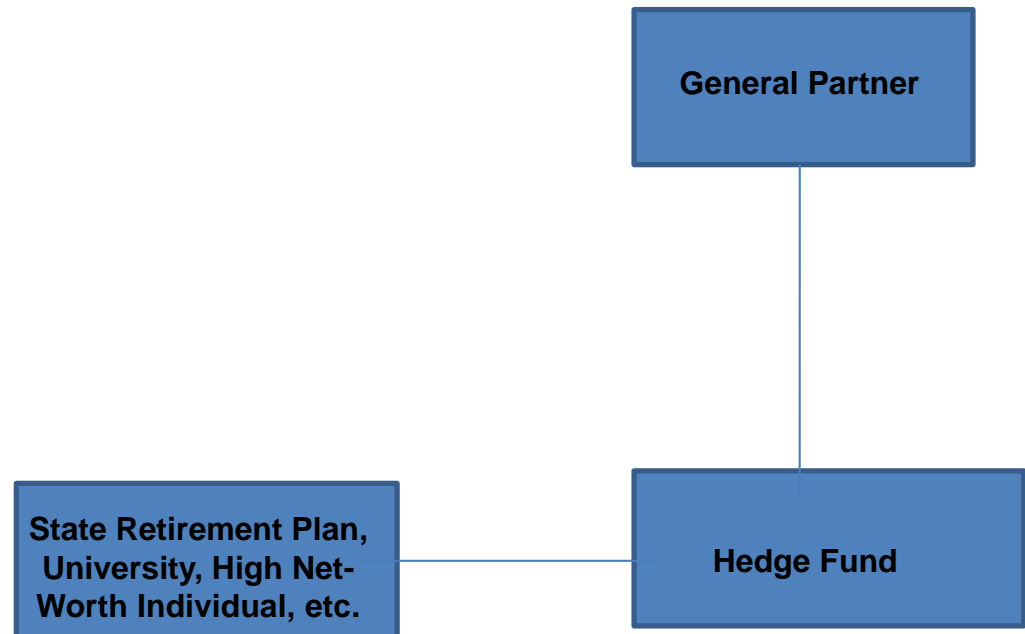 General Partner
State Retirement Plan,
University, High Net-
Worth Individual, etc.
Hedge Fund